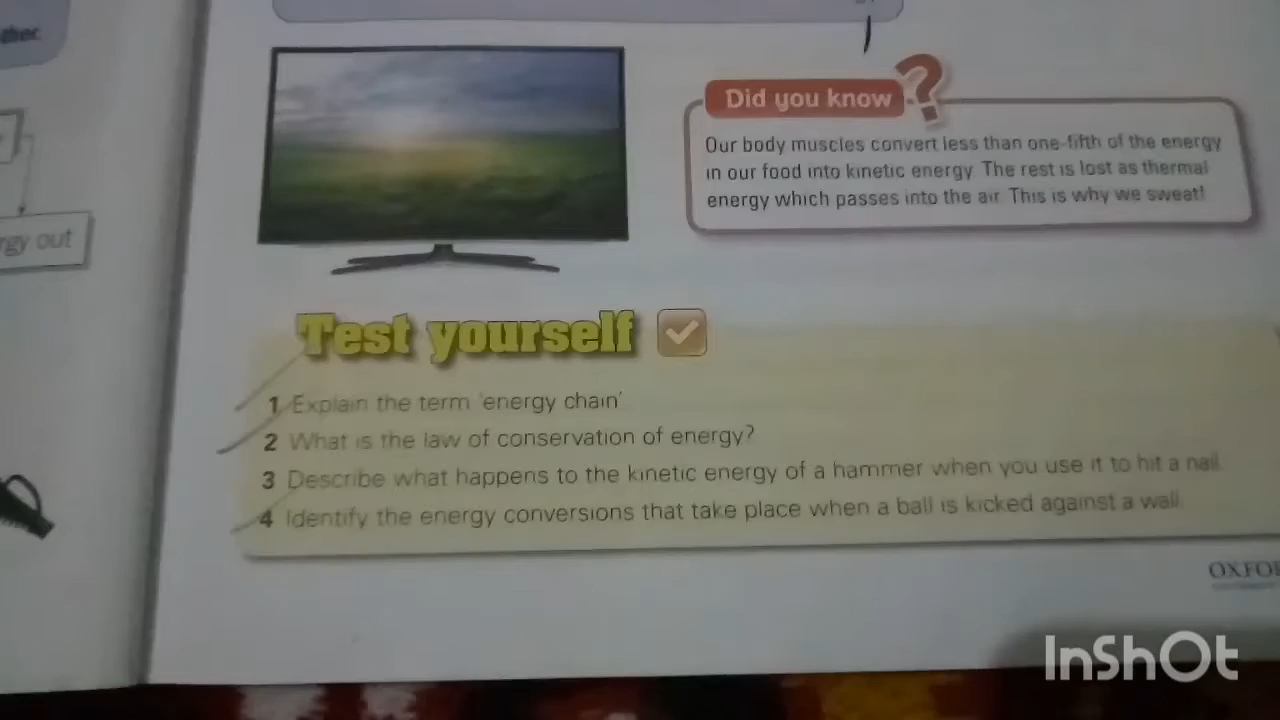 ther.
rgy out
Did you know
?
Our body muscles convert less than one-fifth of the energy
in our food into kinetic energy. The rest is lost as thermal
energy which passes into the air. This is why we sweat!
Test yourself
1 Explain the term 'energy chain'
2 What is the law of conservation of energy?
3 Describe what happens to the kinetic energy of a hammer when you use it to hit a nail.
4 Identify the energy conversions that take place when a ball is kicked against a wall.
OXFO
InShOt